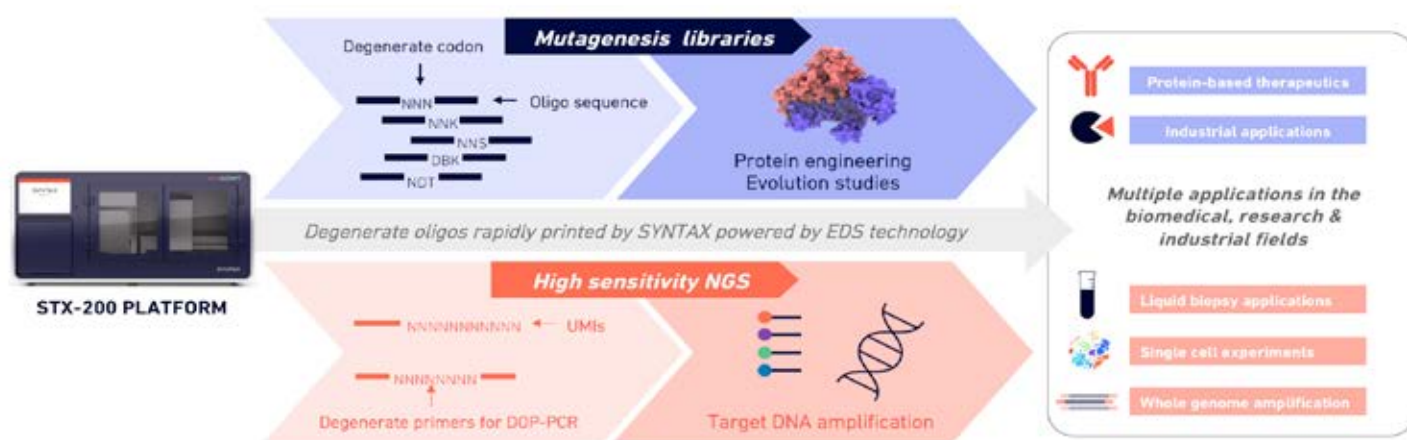 Mutagenesis libraries
Degenerate codon
NNN
Oligo sequence
NNK
NNS
DBK
NDT
Protein engineering
Evolution studies
Degenerate oligos rapidly printed by SYNTAX powered by EDS technology
STX-200 PLATFORM
High sensitivity NGS
NNNNNNNNNNN
UMIs
NNNNNNNN
Degenerate primers for DOP-PCR
Target DNA amplification
Protein-based therapeutics
Industrial applications
Multiple applications in the
biomedical, research &
industrial fields
Liquid biopsy applications
Single cell experiments
Whole genome amplification